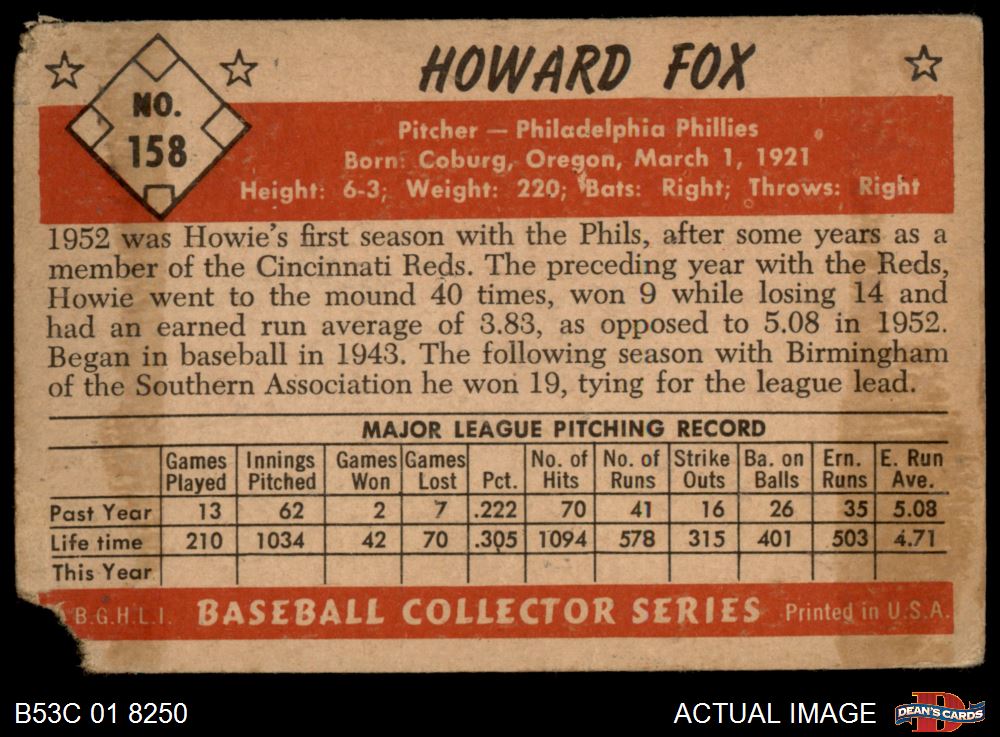 NO.
158
HOWARD FOX
Pitcher — Philadelphia Phillies
Born: Coburg, Oregon, March 1, 1921
Height: 6-3; Weight: 220; Bats: Right; Throws: Right
1952 was Howie's first season with the Phils, after some years as a
member of the Cincinnati Reds. The preceding year with the Reds,
Howie went to the mound 40 times, won 9 while losing 14 and
had an earned run average of 3.83, as opposed to 5.08 in 1952.
Began in baseball in 1943. The following season with Birmingham
of the Southern Association he won 19, tying for the league lead.
MAJOR LEAGUE PITCHING RECORD
Games Innings Games Games No. of No. of Strike Ba. on Ern. E. Run
Played Pitched Won Lost Pct. Hits Runs Outs Balls Runs Ave.
Past Year 13 62 2 7 .222 70 41 16 26 35 5.08
Life time 210 1034 42 70 .305 1094 578 315 401 503 4.71
This Year
B.G.H.L.I. BASEBALL COLLECTOR SERIES Printed in U.S.A.
B53C 01 8250 ACTUAL IMAGE DEAN'S CARDS